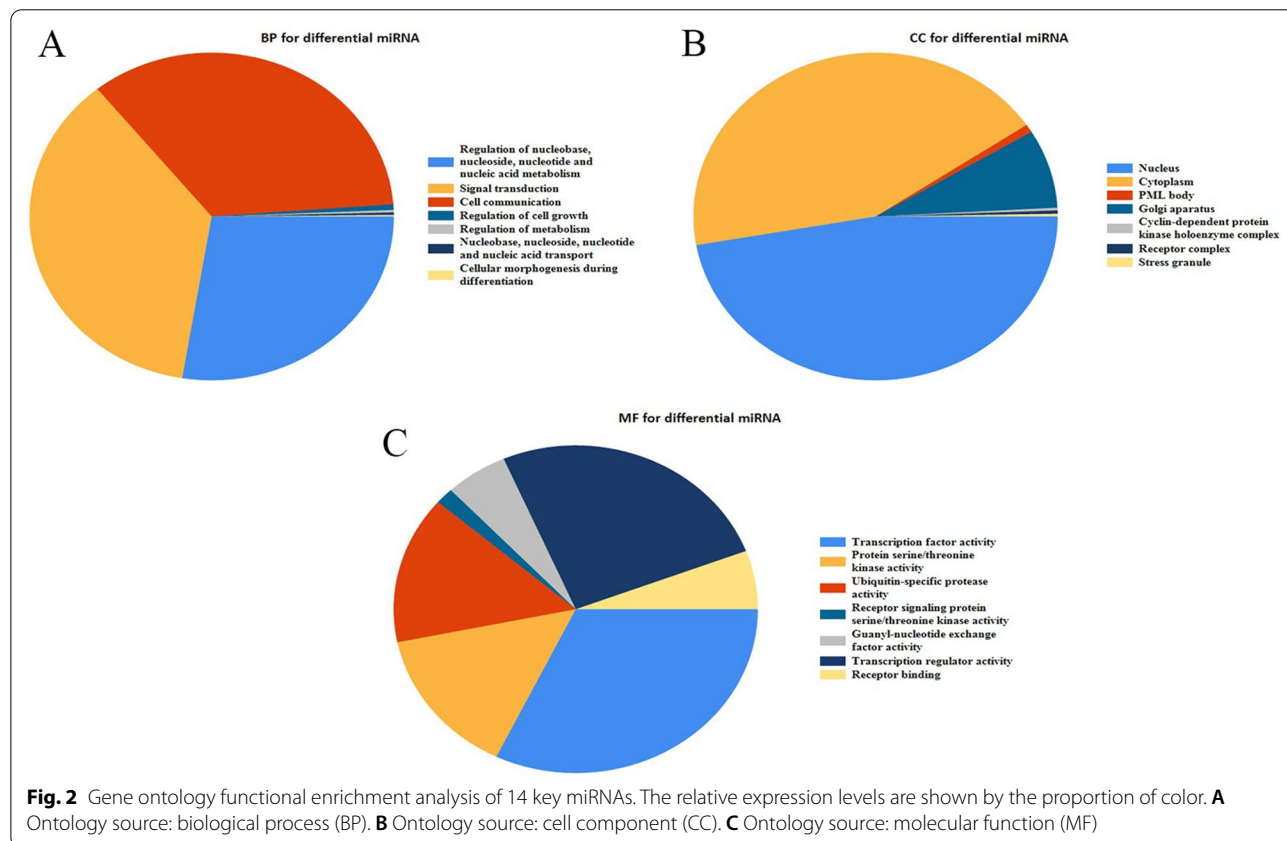 A
BP for differential miRNA
Regulation of nucleobase,
nucleoside, nucleotide and
nucleic acid metabolism
Signal transduction
Cell communication
Regulation of cell growth
Regulation of metabolism
Nucleobase, nucleoside, nucleotide
and nucleic acid transport
Cellular morphogenesis during
differentiation
B
CC for differential miRNA
Nucleus
Cytoplasm
PML body
Golgi aparatus
Cyclin-dependent protein
kinase holoenzyme complex
Receptor complex
Stress granule
C
MF for differential miRNA
Transcription factor activity
Protein serine/threonine
kinase activity
Ubiquitin-specific protease
activity
Receptor signaling protein
serine/threonine kinase activity
Guanyl-nucleotide exchange
factor activity
Transcription regulator activity
Receptor binding
Fig. 2 Gene ontology functional enrichment analysis of 14 key miRNAs. The relative expression levels are shown by the proportion of color. A
Ontology source: biological process (BP). B Ontology source: cell component (CC). C Ontology source: molecular function (MF)